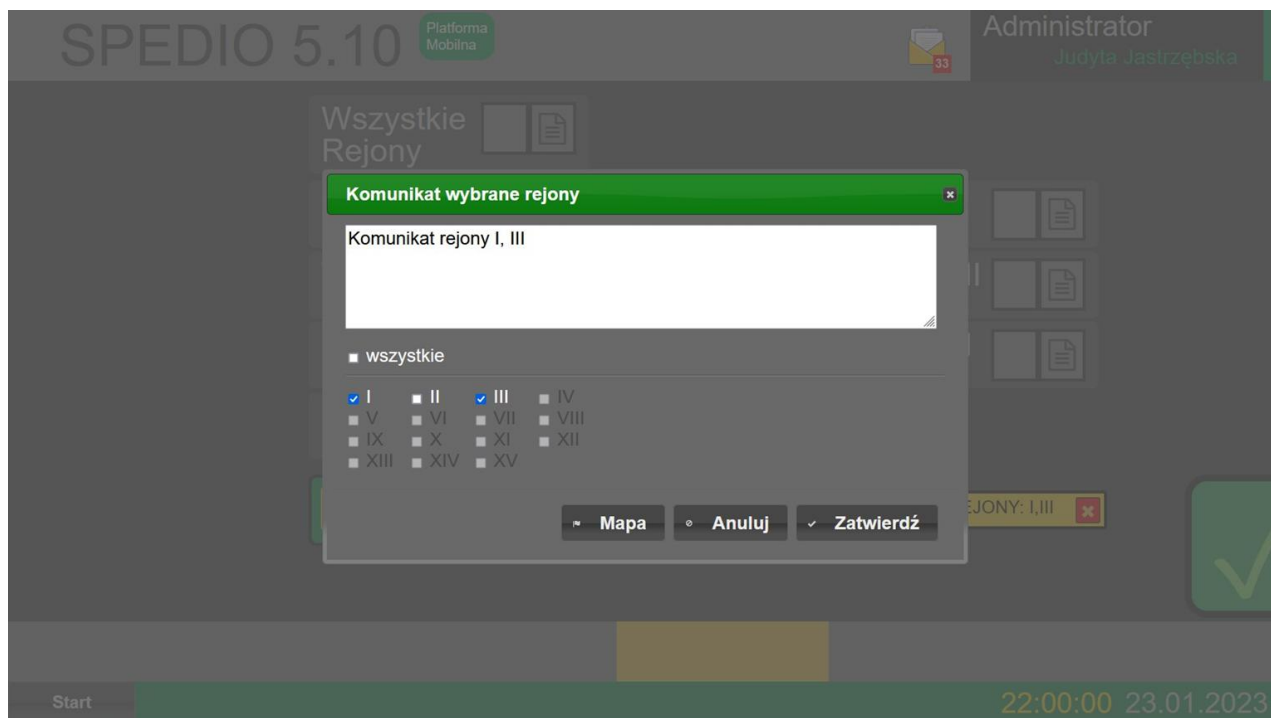 SPEDIO 5.10
Platforma
Mobilna
33
Administrator
Judyta Jastrzębska
Wszystkie
Rejony
Komunikat wybrane rejony
Komunikat rejony I, III
wszystkie
I II III IV
V VI VII VIII
IX X XI XII
XIII XIV XV
Mapa Anuluj Zatwierdź
EJONY: I,III
Start
22:00:00 23.01.2023